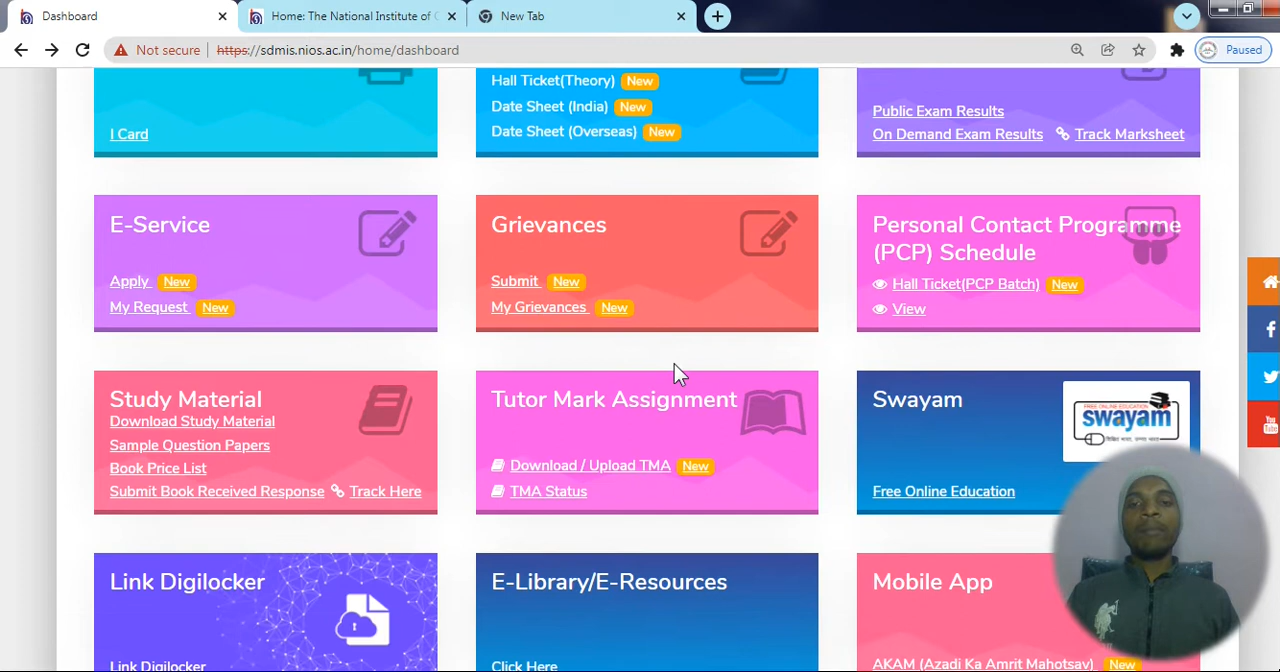 Dashboard
Home: The National Institute of O
New Tab
Not secure
https://sdmis.nios.ac.in/home/dashboard
Paused
I Card
Hall Ticket(Theory) New
Date Sheet (India) New
Date Sheet (Overseas) New
Public Exam Results
On Demand Exam Results Track Marksheet
E-Service
Apply New
My Request New
Grievances
Submit New
My Grievances New
Personal Contact Programme
(PCP) Schedule
Hall Ticket(PCP Batch) New
View
Study Material
Download Study Material
Sample Question Papers
Book Price List
Submit Book Received Response Track Here
Tutor Mark Assignment
Download / Upload TMA New
TMA Status
Swayam
FREE ONLINE EDUCATION
swayam
Free Online Education
You
Tube
Link Digilocker
Link Digilocker
E-Library/E-Resources
Click Here
Mobile App
AKAM (Azadi Ka Amrit Mahotsav) New